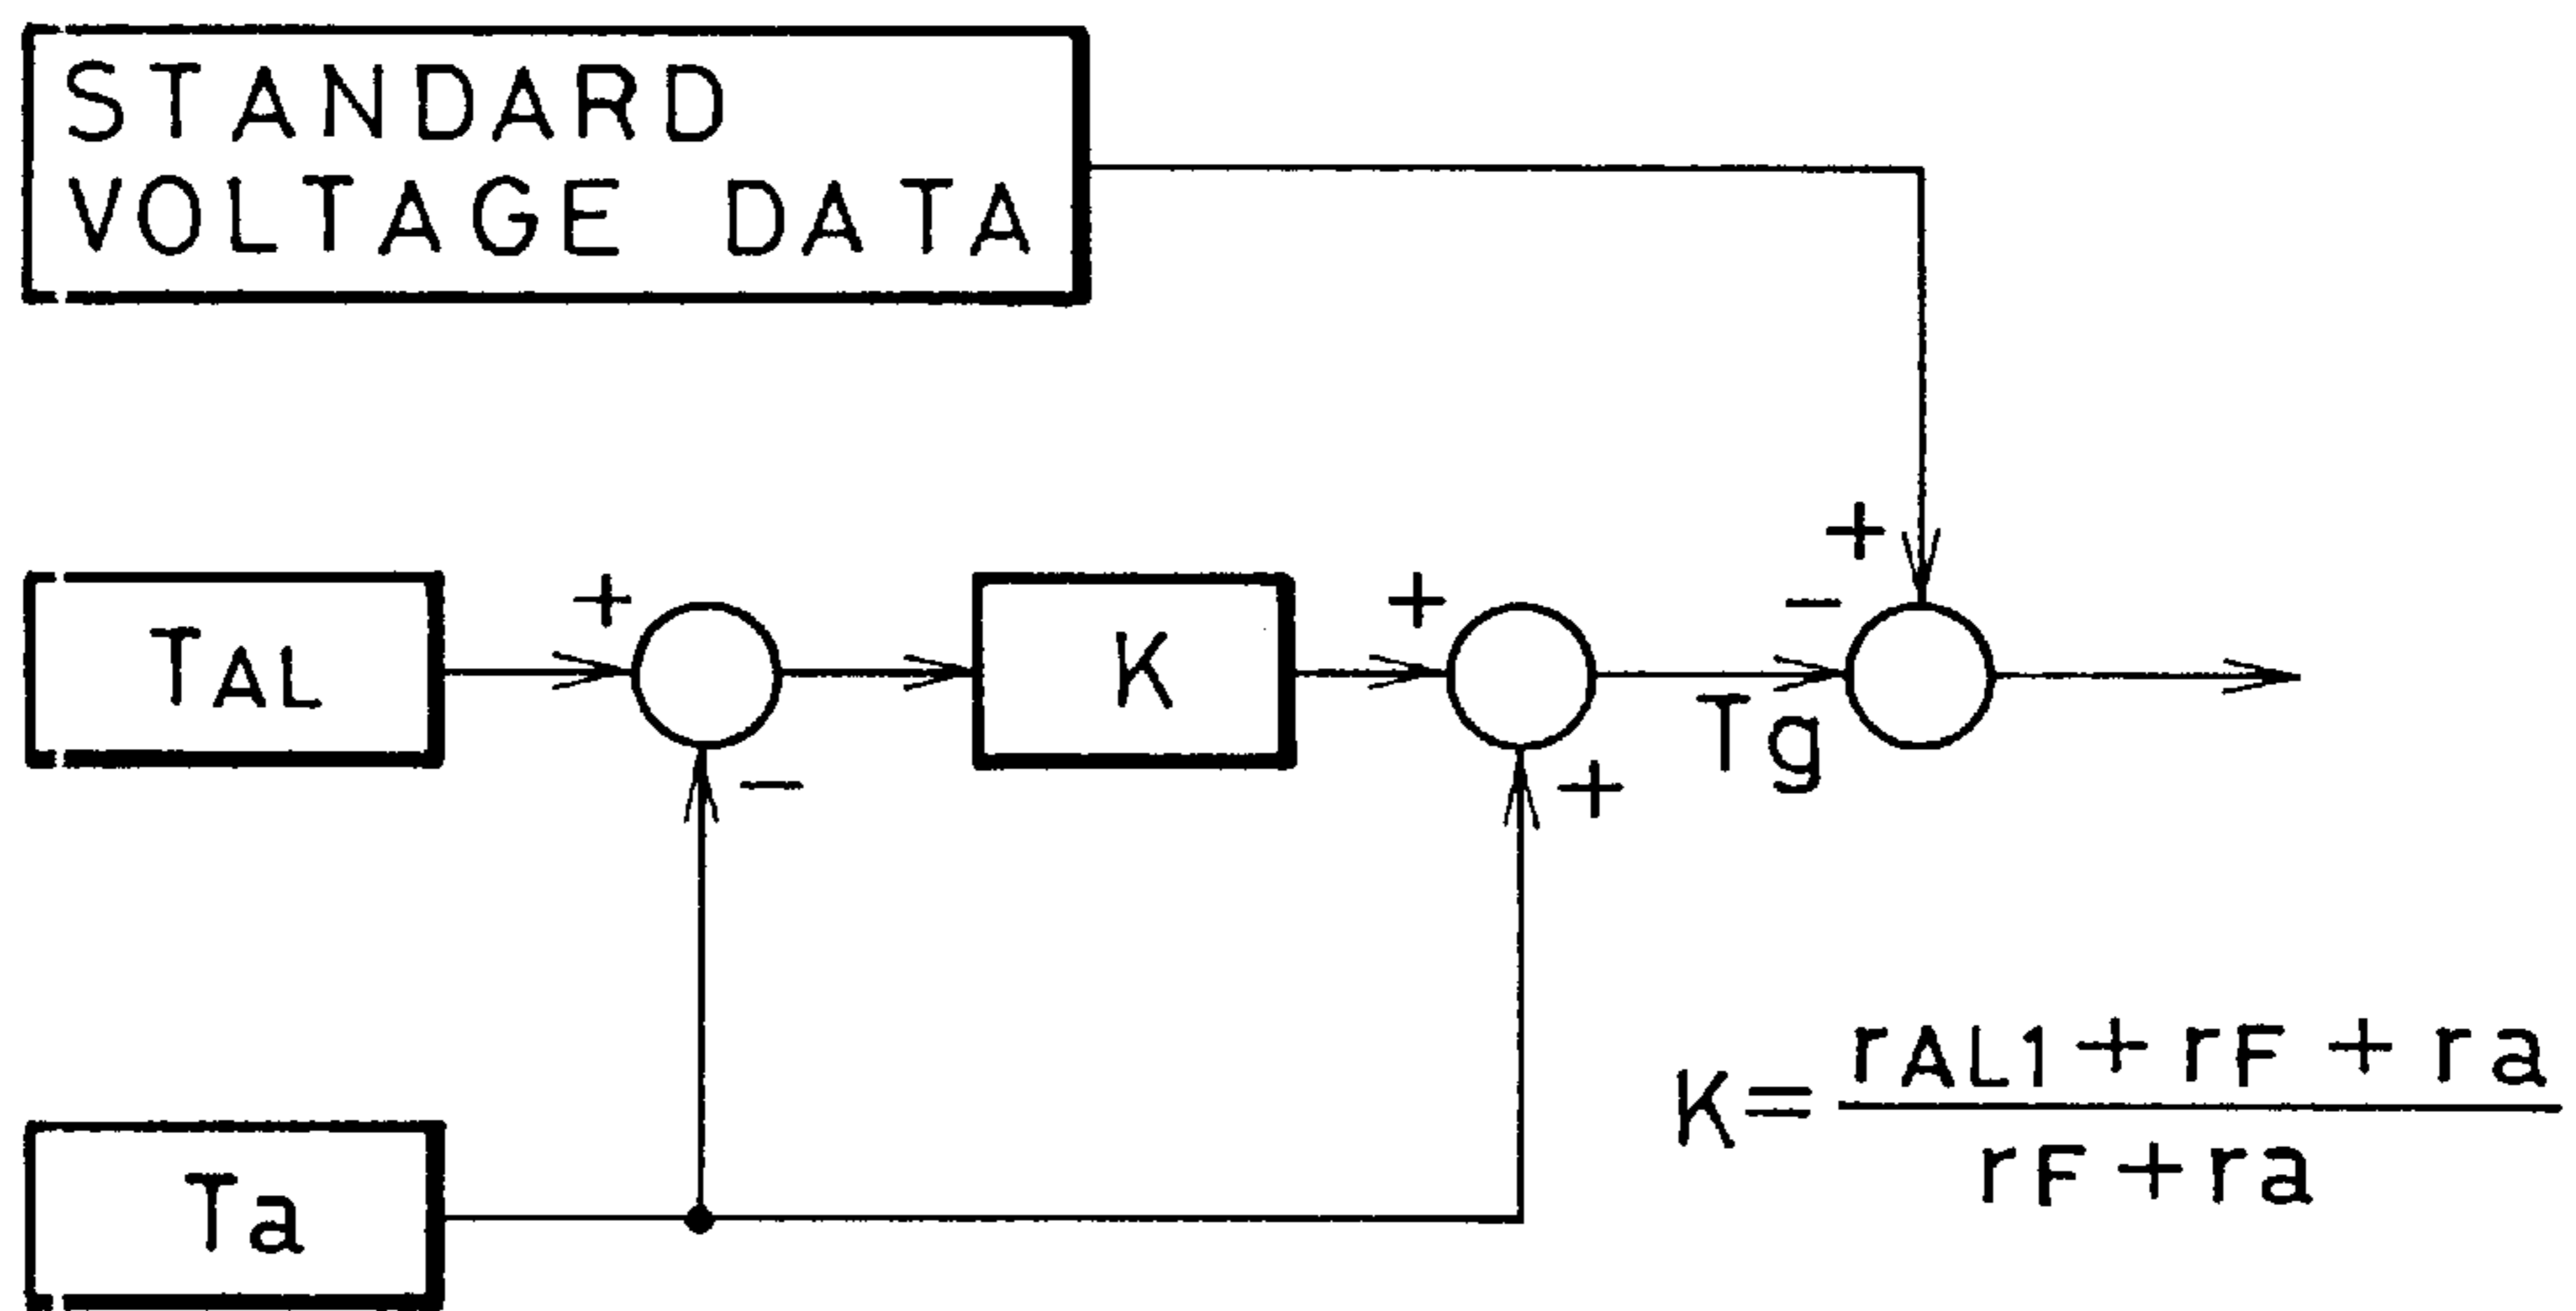 STANDARD
VOLTAGE DATA
+
−
TAL
+
K
+
−
Tg
+
Ta
K= rAL1 + rF + ra
rF + ra